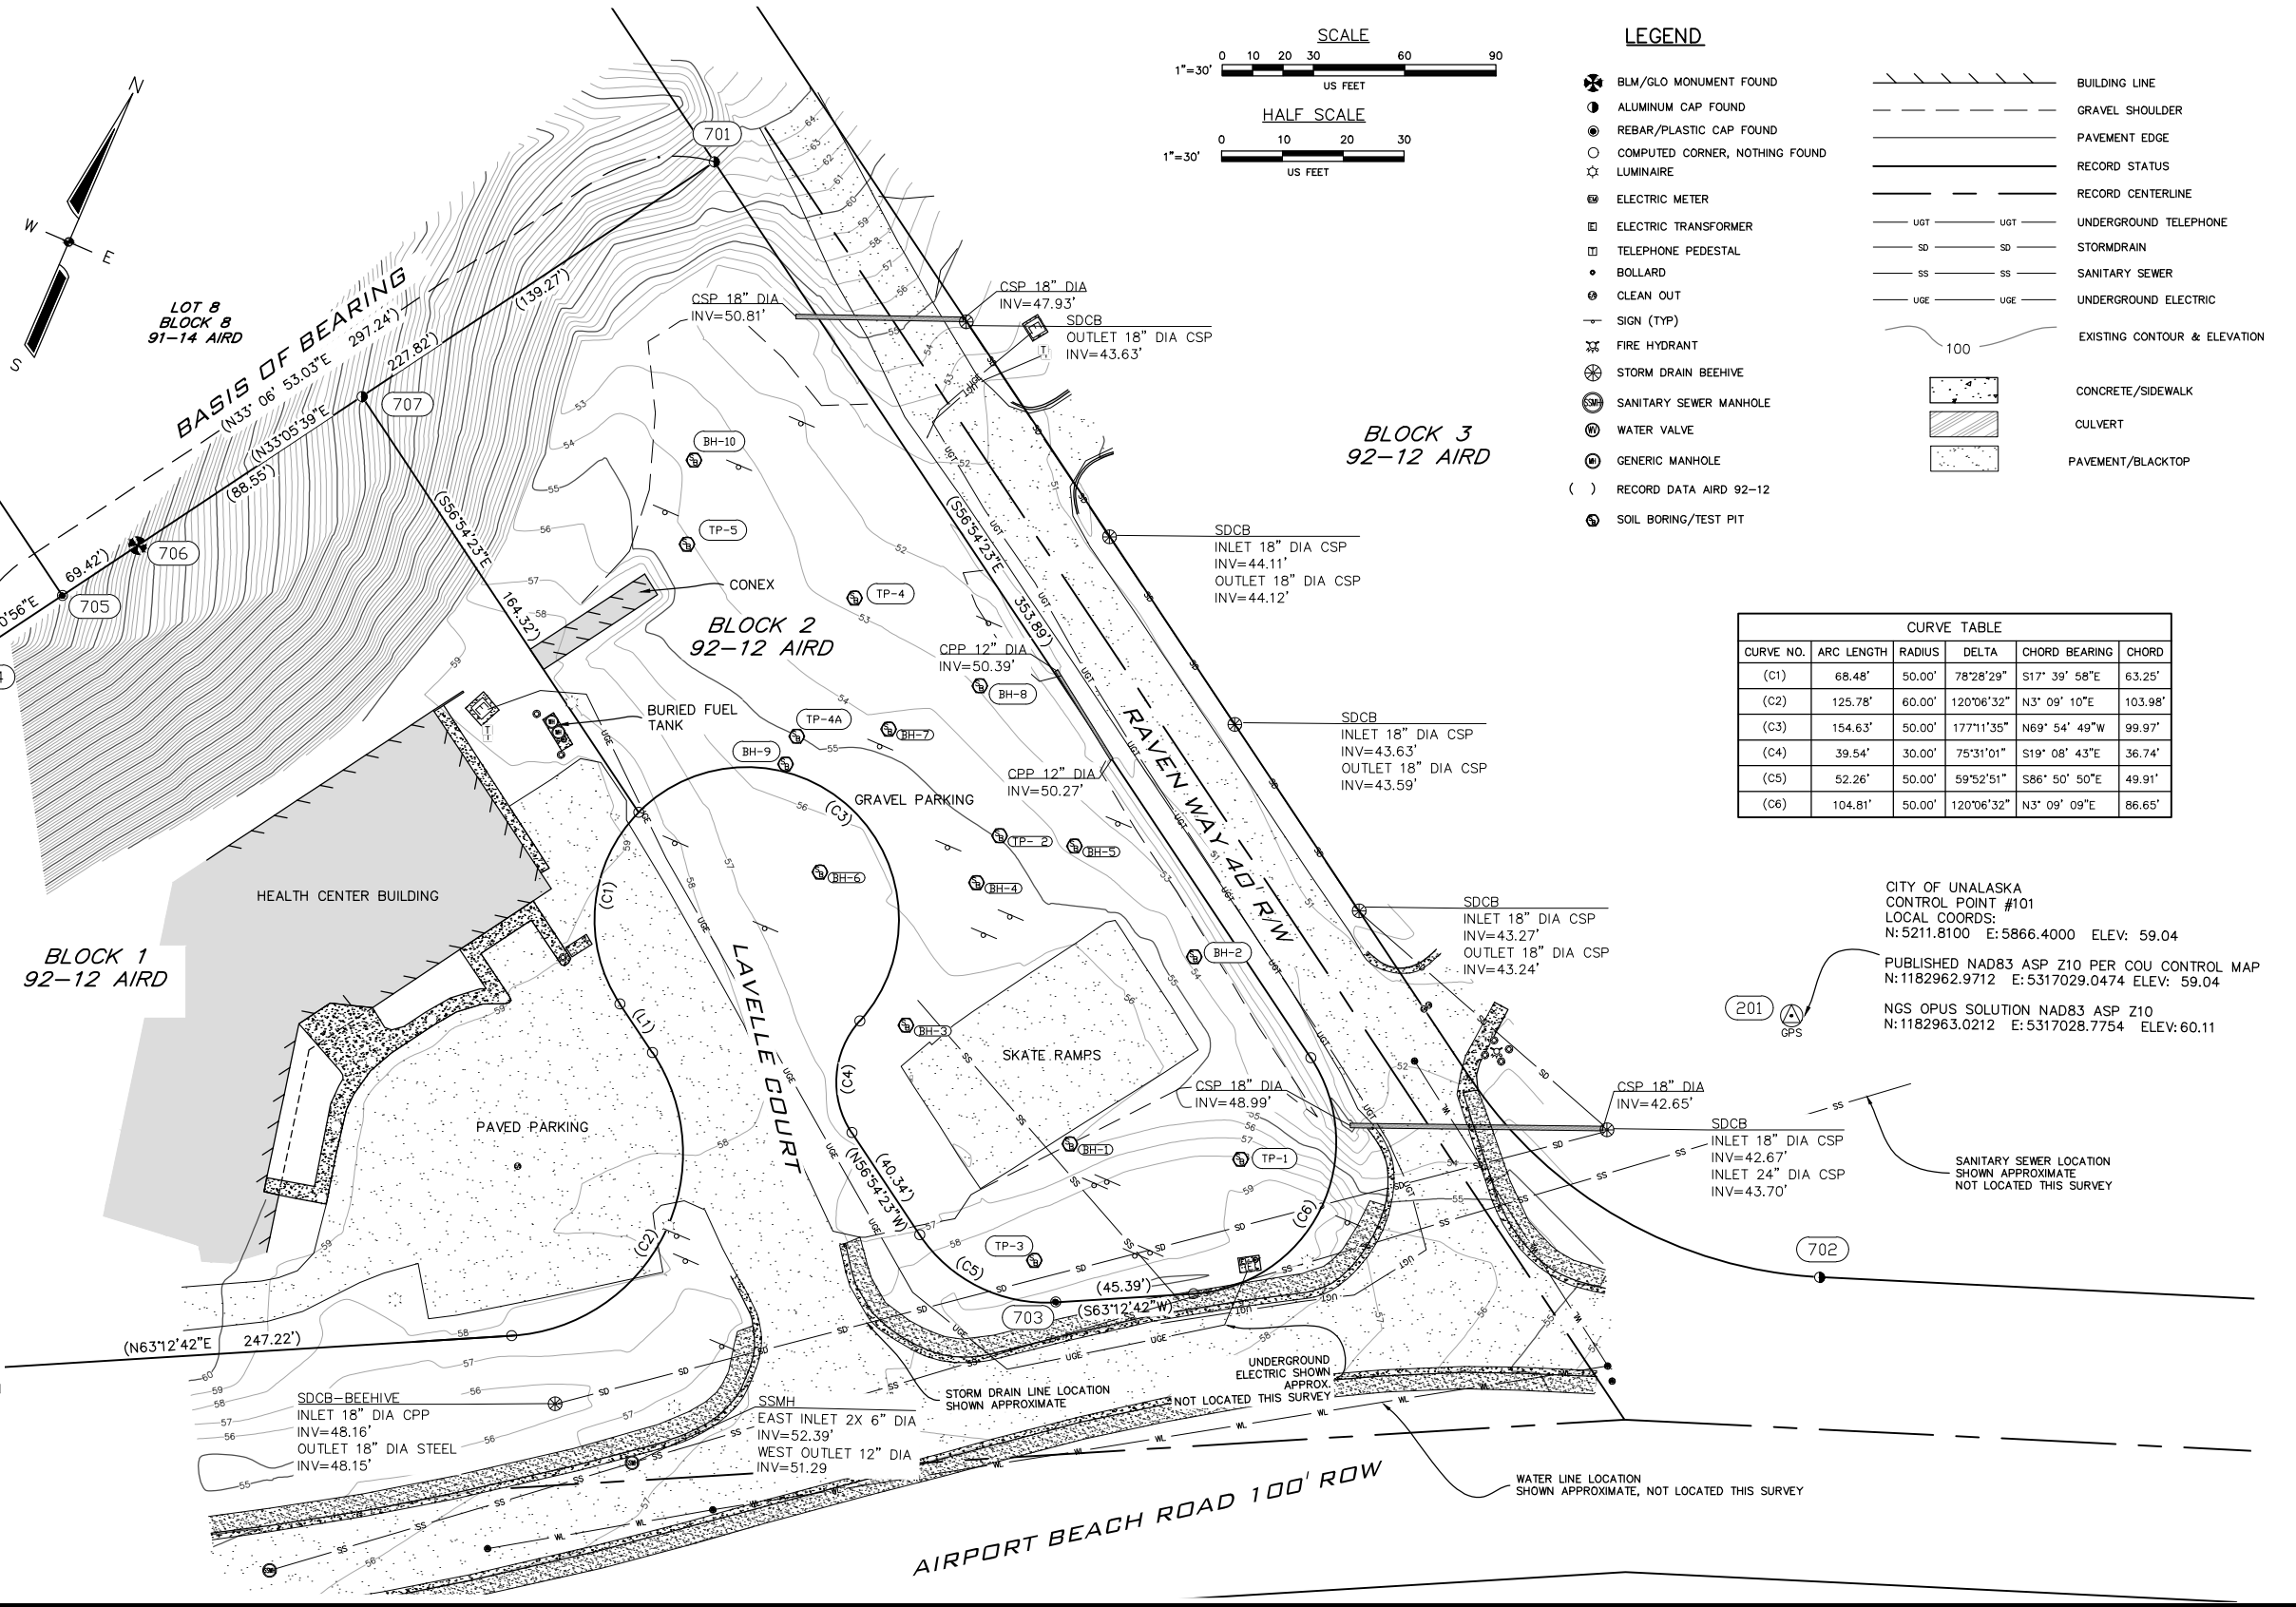 SCALE
0 10 20 30 60 90
1"=30'
US FEET
HALF SCALE
0 10 20 30
1"=30'
US FEET
LEGEND
BLM/GLO MONUMENT FOUND
ALUMINUM CAP FOUND
REBAR/PLASTIC CAP FOUND
COMPUTED CORNER, NOTHING FOUND
LUMINAIRE
ELECTRIC METER
ELECTRIC TRANSFORMER
TELEPHONE PEDESTAL
BOLLARD
CLEAN OUT
SIGN (TYP)
FIRE HYDRANT
STORM DRAIN BEEHIVE
SANITARY SEWER MANHOLE
WATER VALVE
GENERIC MANHOLE
( ) RECORD DATA AIRD 92-12
SOIL BORING/TEST PIT
BUILDING LINE
GRAVEL SHOULDER
PAVEMENT EDGE
RECORD STATUS
RECORD CENTERLINE
UGT UGT UNDERGROUND TELEPHONE
SD SD STORMDRAIN
SS SS SANITARY SEWER
UGE UGE UNDERGROUND ELECTRIC
100 EXISTING CONTOUR & ELEVATION
CONCRETE/SIDEWALK
CULVERT
PAVEMENT/BLACKTOP
N
W
E
S
LOT 8
BLOCK 8
91-14 AIRD
BASIS OF BEARING
(N33° 06' 53.03"E 297.24')
(N33°05'39"E 227.82')
(139.27')
(88.55')
69.42')
0'56"E
701
707
706
705
(S56°54'23"E 164.32')
(S56°54'23"E 353.89')
CSP 18" DIA
INV=50.81'
CSP 18" DIA
INV=47.93'
SDCB
OUTLET 18" DIA CSP
INV=43.63'
BLOCK 3
92-12 AIRD
SDCB
INLET 18" DIA CSP
INV=44.11'
OUTLET 18" DIA CSP
INV=44.12'
BH-10
TP-5
TP-4
CONEX
BLOCK 2
92-12 AIRD
CPP 12" DIA
INV=50.39'
BH-8
BURIED FUEL
TANK
TP-4A
BH-7
BH-9
CPP 12" DIA
INV=50.27'
GRAVEL PARKING
SDCB
INLET 18" DIA CSP
INV=43.63'
OUTLET 18" DIA CSP
INV=43.59'
RAVEN WAY 40' R/W
(C3)
TP- 2
BH-5
BH-4
BH-6
(C1)
HEALTH CENTER BUILDING
BLOCK 1
92-12 AIRD
LAVELLE COURT
BH-2
SDCB
INLET 18" DIA CSP
INV=43.27'
OUTLET 18" DIA CSP
INV=43.24'
(L1)
BH-3
SKATE RAMPS
(C4)
PAVED PARKING
CSP 18" DIA
INV=48.99'
CSP 18" DIA
INV=42.65'
SDCB
INLET 18" DIA CSP
INV=42.67'
INLET 24" DIA CSP
INV=43.70'
BH-1
TP-1
(40.34')
(N56°54'23"W)
(C2)
TP-3
(C5)
(C6)
(45.39')
(S63°12'42"W)
703
702
(N63°12'42"E 247.22')
SDCB-BEEHIVE
INLET 18" DIA CPP
INV=48.16'
OUTLET 18" DIA STEEL
INV=48.15'
SSMH
EAST INLET 2X 6" DIA
INV=52.39'
WEST OUTLET 12" DIA
INV=51.29
STORM DRAIN LINE LOCATION
SHOWN APPROXIMATE
UNDERGROUND
ELECTRIC SHOWN
APPROX.
NOT LOCATED THIS SURVEY
WATER LINE LOCATION
SHOWN APPROXIMATE, NOT LOCATED THIS SURVEY
AIRPORT BEACH ROAD 100' ROW
CURVE TABLE
CURVE NO. ARC LENGTH RADIUS DELTA CHORD BEARING CHORD
(C1) 68.48' 50.00' 78°28'29" S17° 39' 58"E 63.25'
(C2) 125.78' 60.00' 120°06'32" N3° 09' 10"E 103.98'
(C3) 154.63' 50.00' 177°11'35" N69° 54' 49"W 99.97'
(C4) 39.54' 30.00' 75°31'01" S19° 08' 43"E 36.74'
(C5) 52.26' 50.00' 59°52'51" S86° 50' 50"E 49.91'
(C6) 104.81' 50.00' 120°06'32" N3° 09' 09"E 86.65'
CITY OF UNALASKA
CONTROL POINT #101
LOCAL COORDS:
N:5211.8100 E:5866.4000 ELEV: 59.04
PUBLISHED NAD83 ASP Z10 PER COU CONTROL MAP
N:1182962.9712 E:5317029.0474 ELEV: 59.04
NGS OPUS SOLUTION NAD83 ASP Z10
N:1182963.0212 E:5317028.7754 ELEV:60.11
201
GPS
SANITARY SEWER LOCATION
SHOWN APPROXIMATE
NOT LOCATED THIS SURVEY